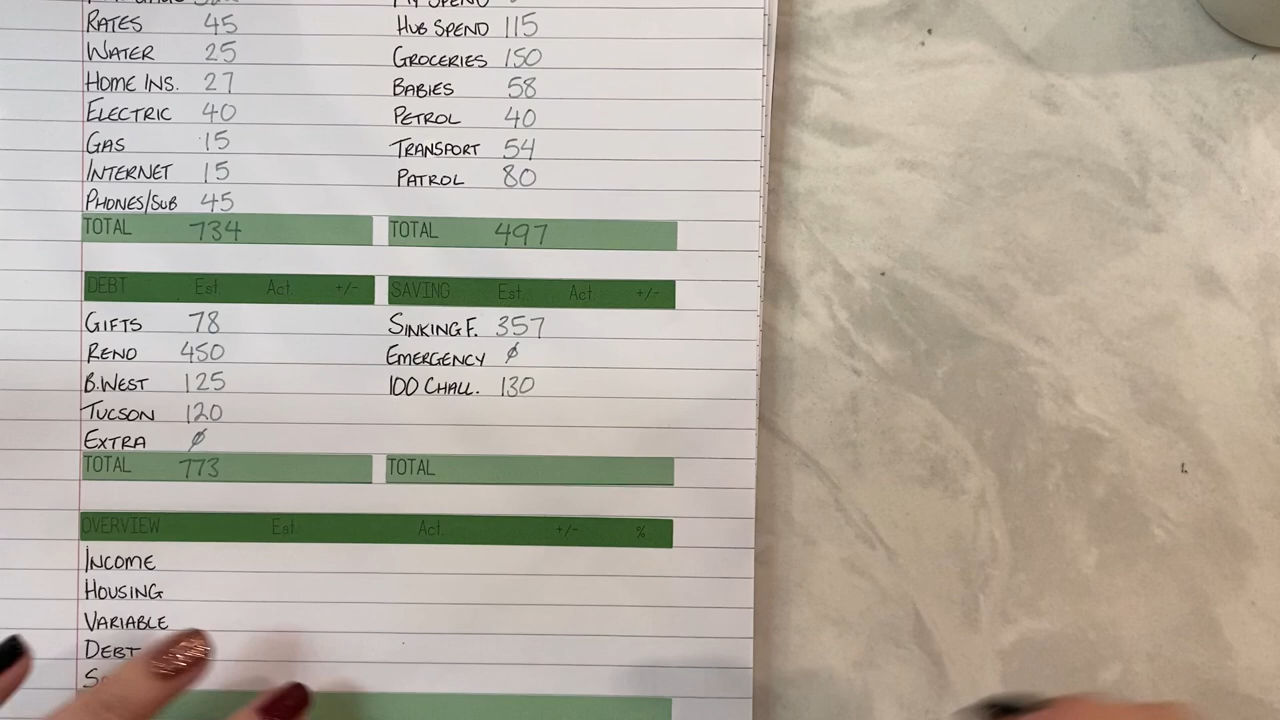 MY SPEND
RATES 45
WATER 25
HOME INS. 27
ELECTRIC 40
GAS 15
INTERNET 15
PHONES/SUB 45
TOTAL 734
HUB SPEND 115
GROCERIES 150
BABIES 58
PETROL 40
TRANSPORT 54
PATROL 80
TOTAL 497
DEBT Est. Act. +/-
GIFTS 78
RENO 450
B.WEST 125
TUCSON 120
EXTRA ∅
TOTAL 773
SAVING Est. Act. +/-
SINKING F. 357
EMERGENCY ∅
100 CHALL. 130
TOTAL
OVERVIEW Est. Act. +/- %
INCOME
HOUSING
VARIABLE
DEBT